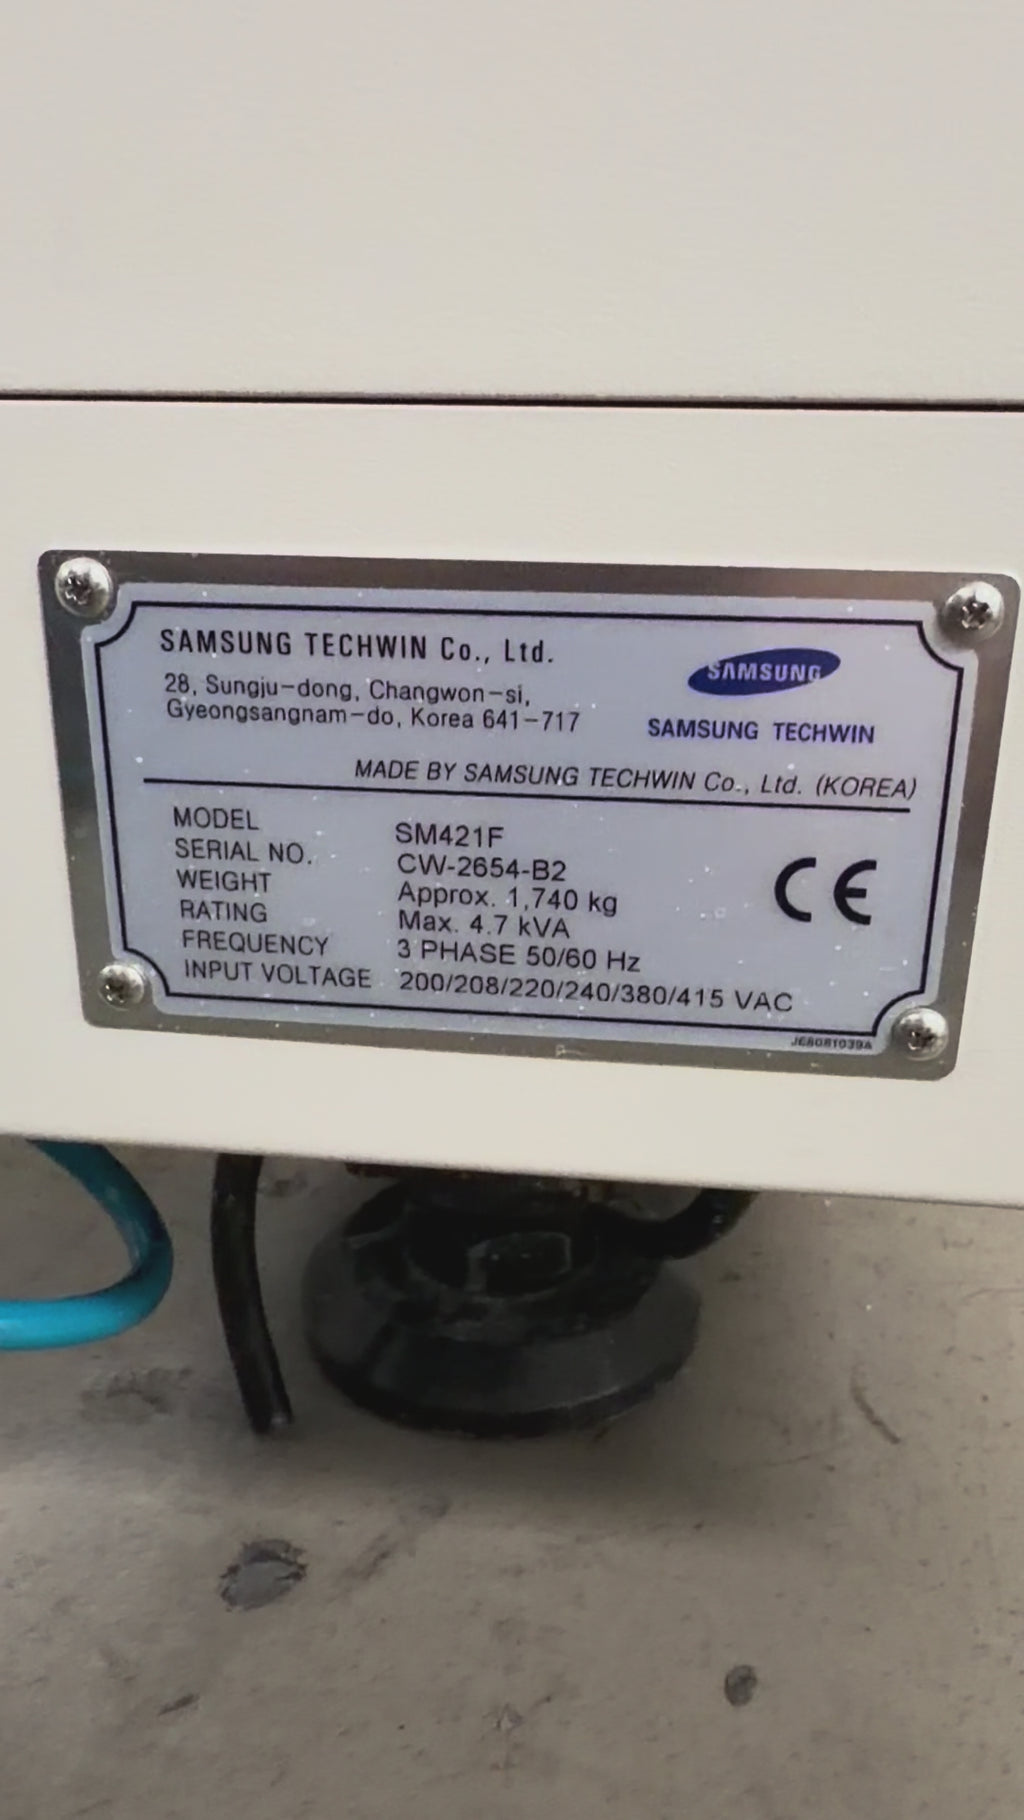 SAMSUNG TECHWIN Co., Ltd.
28, Sungju-dong, Changwon-si,
Gyeongsangnam-do, Korea 641-717
SAMSUNG
SAMSUNG TECHWIN
MADE BY SAMSUNG TECHWIN Co., Ltd. (KOREA)
MODEL SM421F
SERIAL NO. CW-2654-B2
WEIGHT Approx. 1,740 kg
RATING Max. 4.7 kVA
FREQUENCY 3 PHASE 50/60 Hz
INPUT VOLTAGE 200/208/220/240/380/415 VAC
CE